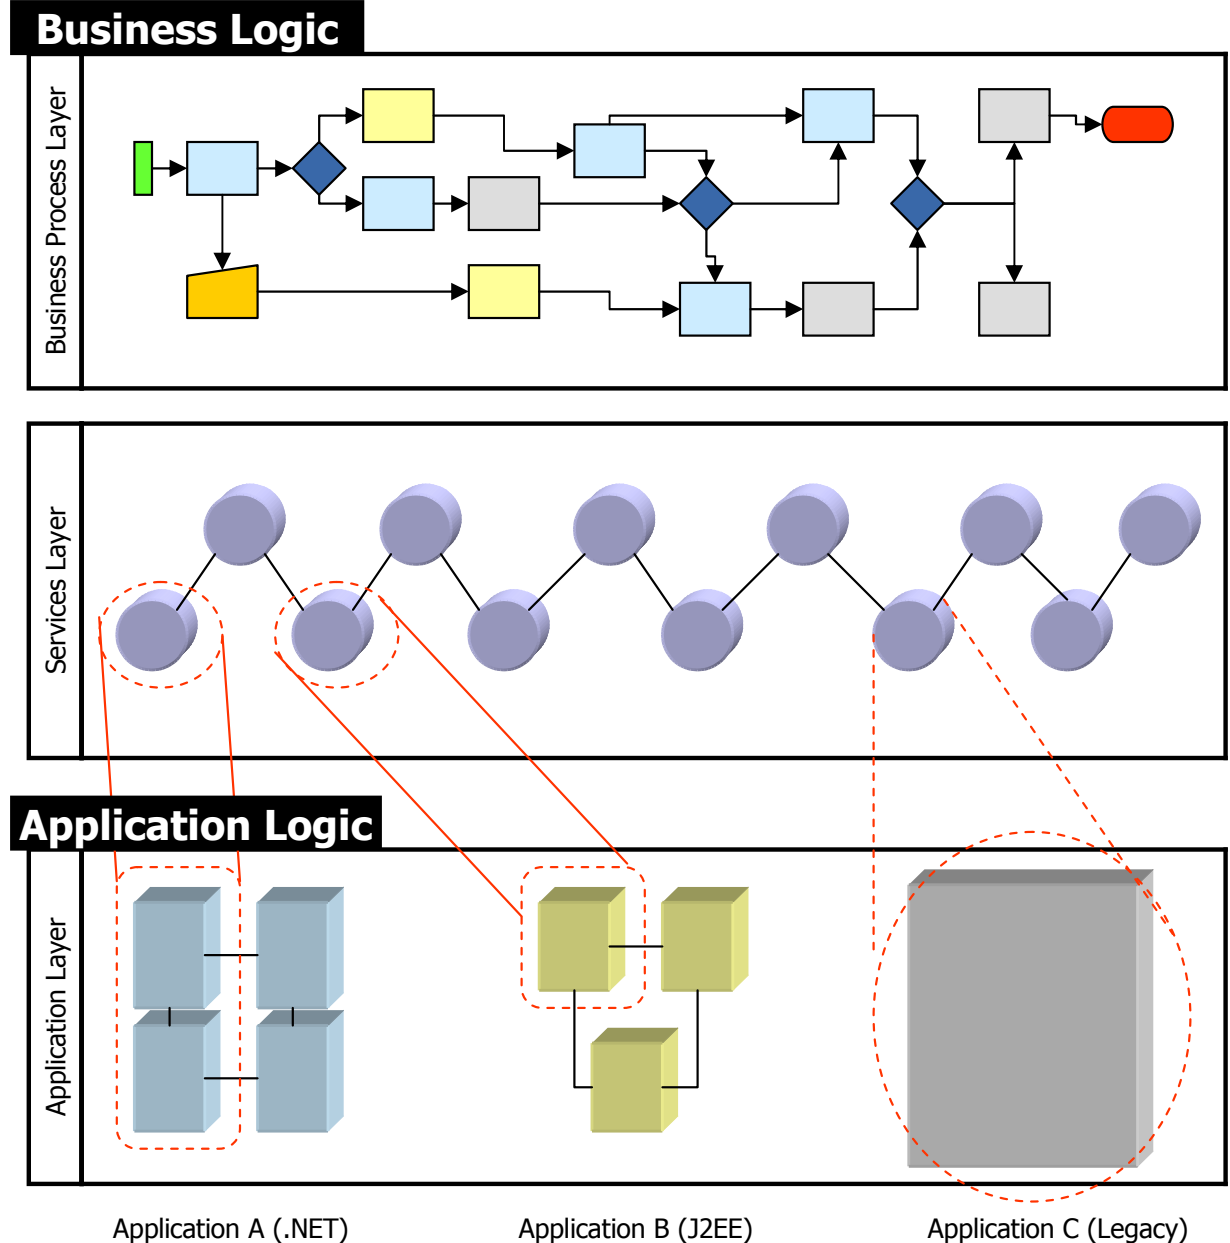 Business Logic
Business Process Layer
Services Layer
Application Logic
Application Layer
Application A (.NET)
Application B (J2EE)
Application C (Legacy)